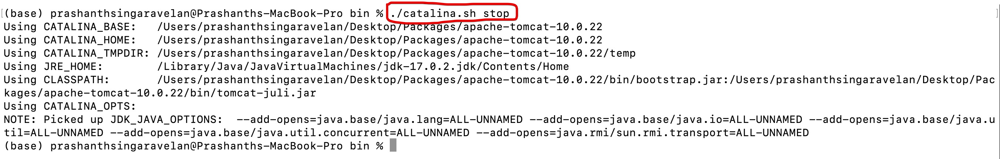 [(base) prashanthsingaravelan@Prashanths-MacBook-Pro bin % ./catalina.sh stop ]
Using CATALINA_BASE:   /Users/prashanthsingaravelan/Desktop/Packages/apache-tomcat-10.0.22
Using CATALINA_HOME:   /Users/prashanthsingaravelan/Desktop/Packages/apache-tomcat-10.0.22
Using CATALINA_TMPDIR: /Users/prashanthsingaravelan/Desktop/Packages/apache-tomcat-10.0.22/temp
Using JRE_HOME:        /Library/Java/JavaVirtualMachines/jdk-17.0.2.jdk/Contents/Home
Using CLASSPATH:       /Users/prashanthsingaravelan/Desktop/Packages/apache-tomcat-10.0.22/bin/bootstrap.jar:/Users/prashanthsingaravelan/Desktop/Pac
kages/apache-tomcat-10.0.22/bin/tomcat-juli.jar
Using CATALINA_OPTS:
NOTE: Picked up JDK_JAVA_OPTIONS:  --add-opens=java.base/java.lang=ALL-UNNAMED --add-opens=java.base/java.io=ALL-UNNAMED --add-opens=java.base/java.u
til=ALL-UNNAMED --add-opens=java.base/java.util.concurrent=ALL-UNNAMED --add-opens=java.rmi/sun.rmi.transport=ALL-UNNAMED
(base) prashanthsingaravelan@Prashanths-MacBook-Pro bin %